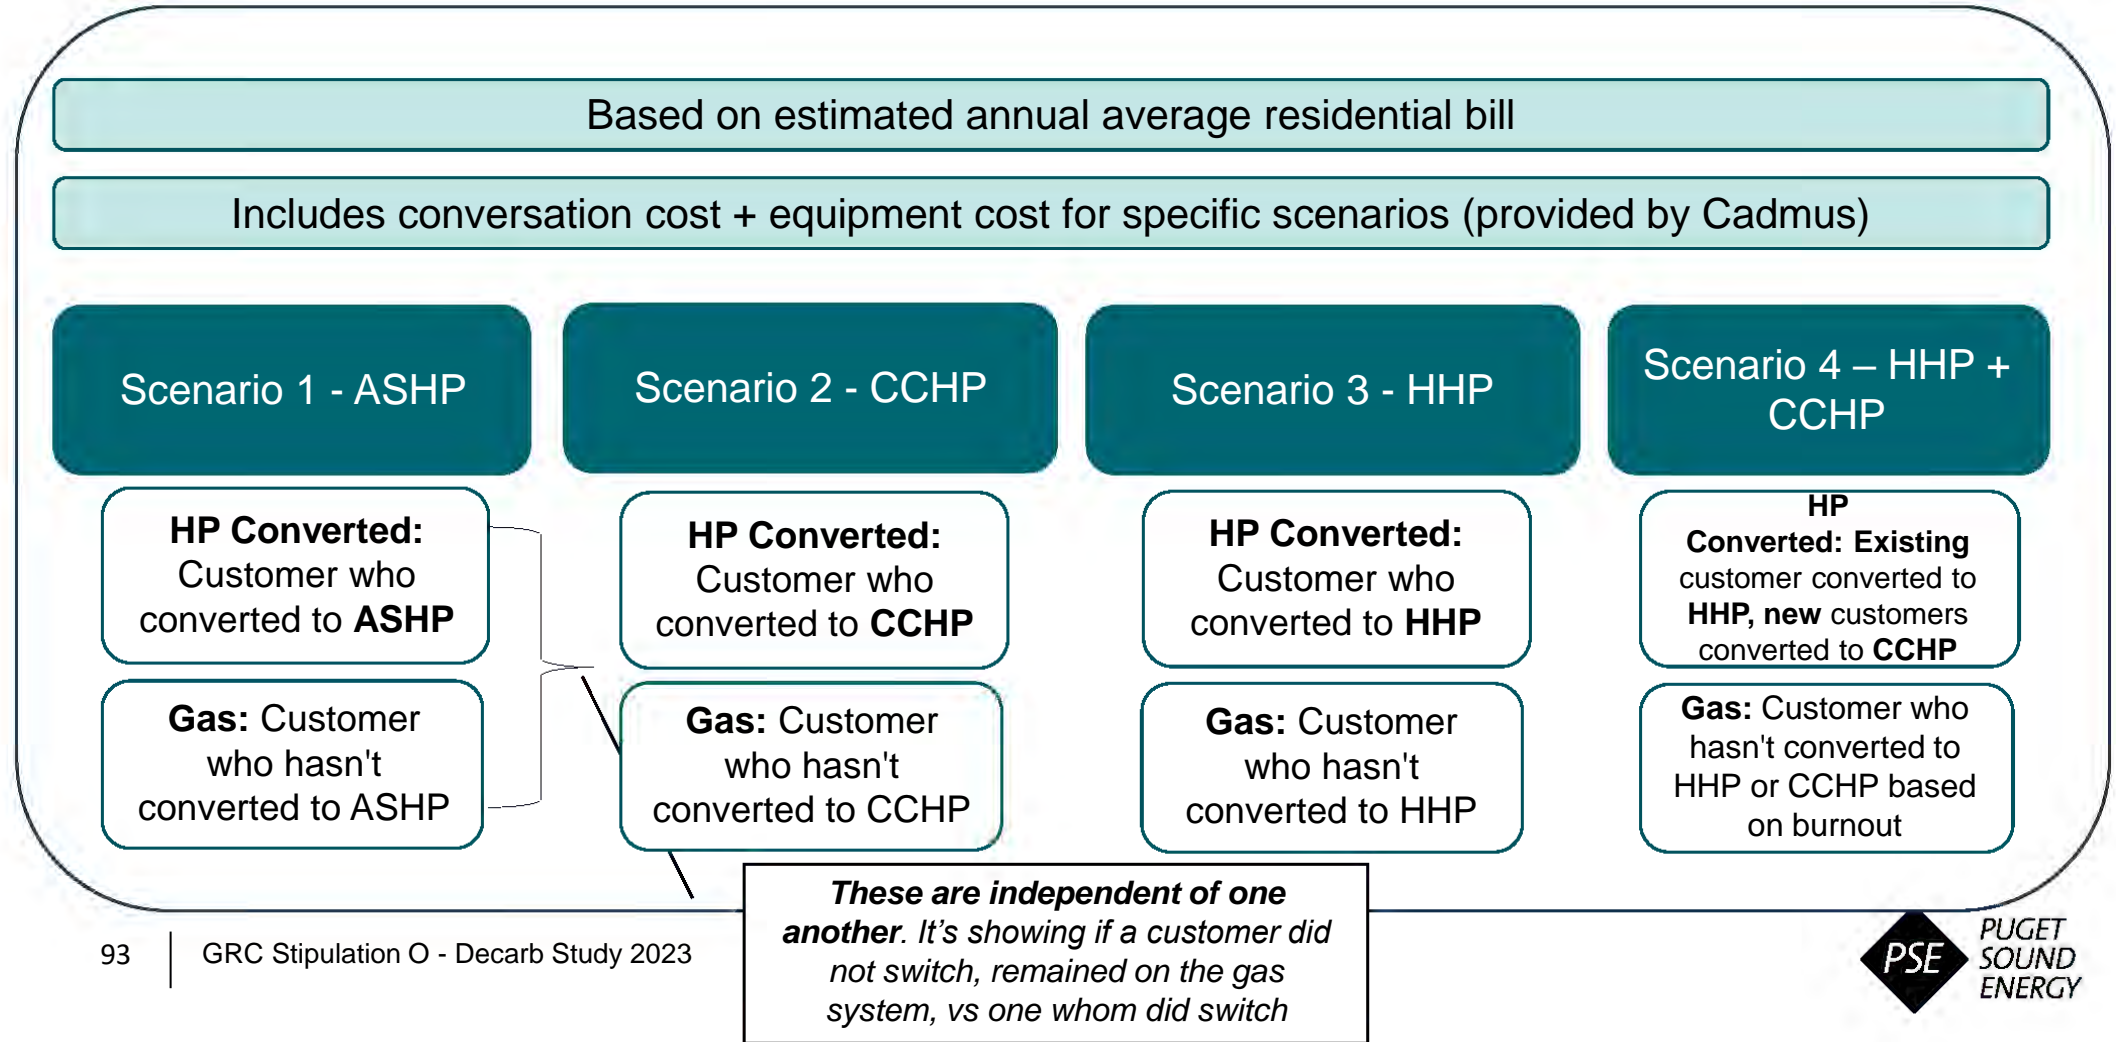 Based on estimated annual average residential bill
Includes conversation cost + equipment cost for specific scenarios (provided by Cadmus)
Scenario 1 - ASHP
HP Converted:
Customer who
converted to ASHP
Gas: Customer
who hasn't
converted to ASHP
Scenario 2 - CCHP
HP Converted:
Customer who
converted to CCHP
Gas: Customer
who hasn't
converted to CCHP
Scenario 3 - HHP
HP Converted:
Customer who
converted to HHP
Gas: Customer
who hasn't
converted to HHP
Scenario 4 – HHP +
CCHP
HP
Converted: Existing
customer converted to
HHP, new customers
converted to CCHP
Gas: Customer who
hasn't converted to
HHP or CCHP based
on burnout
These are independent of one
another. It’s showing if a customer did
not switch, remained on the gas
system, vs one whom did switch
93
GRC Stipulation O - Decarb Study 2023
PSE
PUGET
SOUND
ENERGY